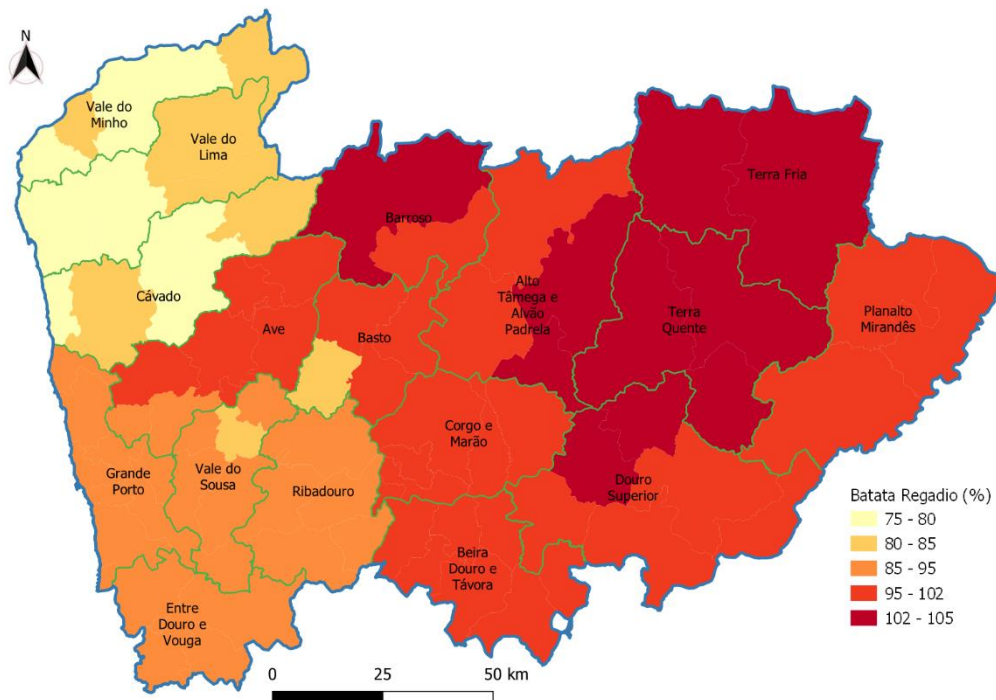 N
Vale do
Minho
Vale do
Lima
Terra Fria
Barroso
Cávado
Ave
Basto
Alto
Tâmega e
Alvão
Padrela
Terra
Quente
Planalto
Mirandês
Corgo e
Marão
Grande
Porto
Vale do
Sousa
Ribadouro
Douro
Superior
Beira
Douro e
Távora
Entre
Douro e
Vouga
Batata Regadio (%)
75 - 80
80 - 85
85 - 95
95 - 102
102 - 105
0 25 50 km